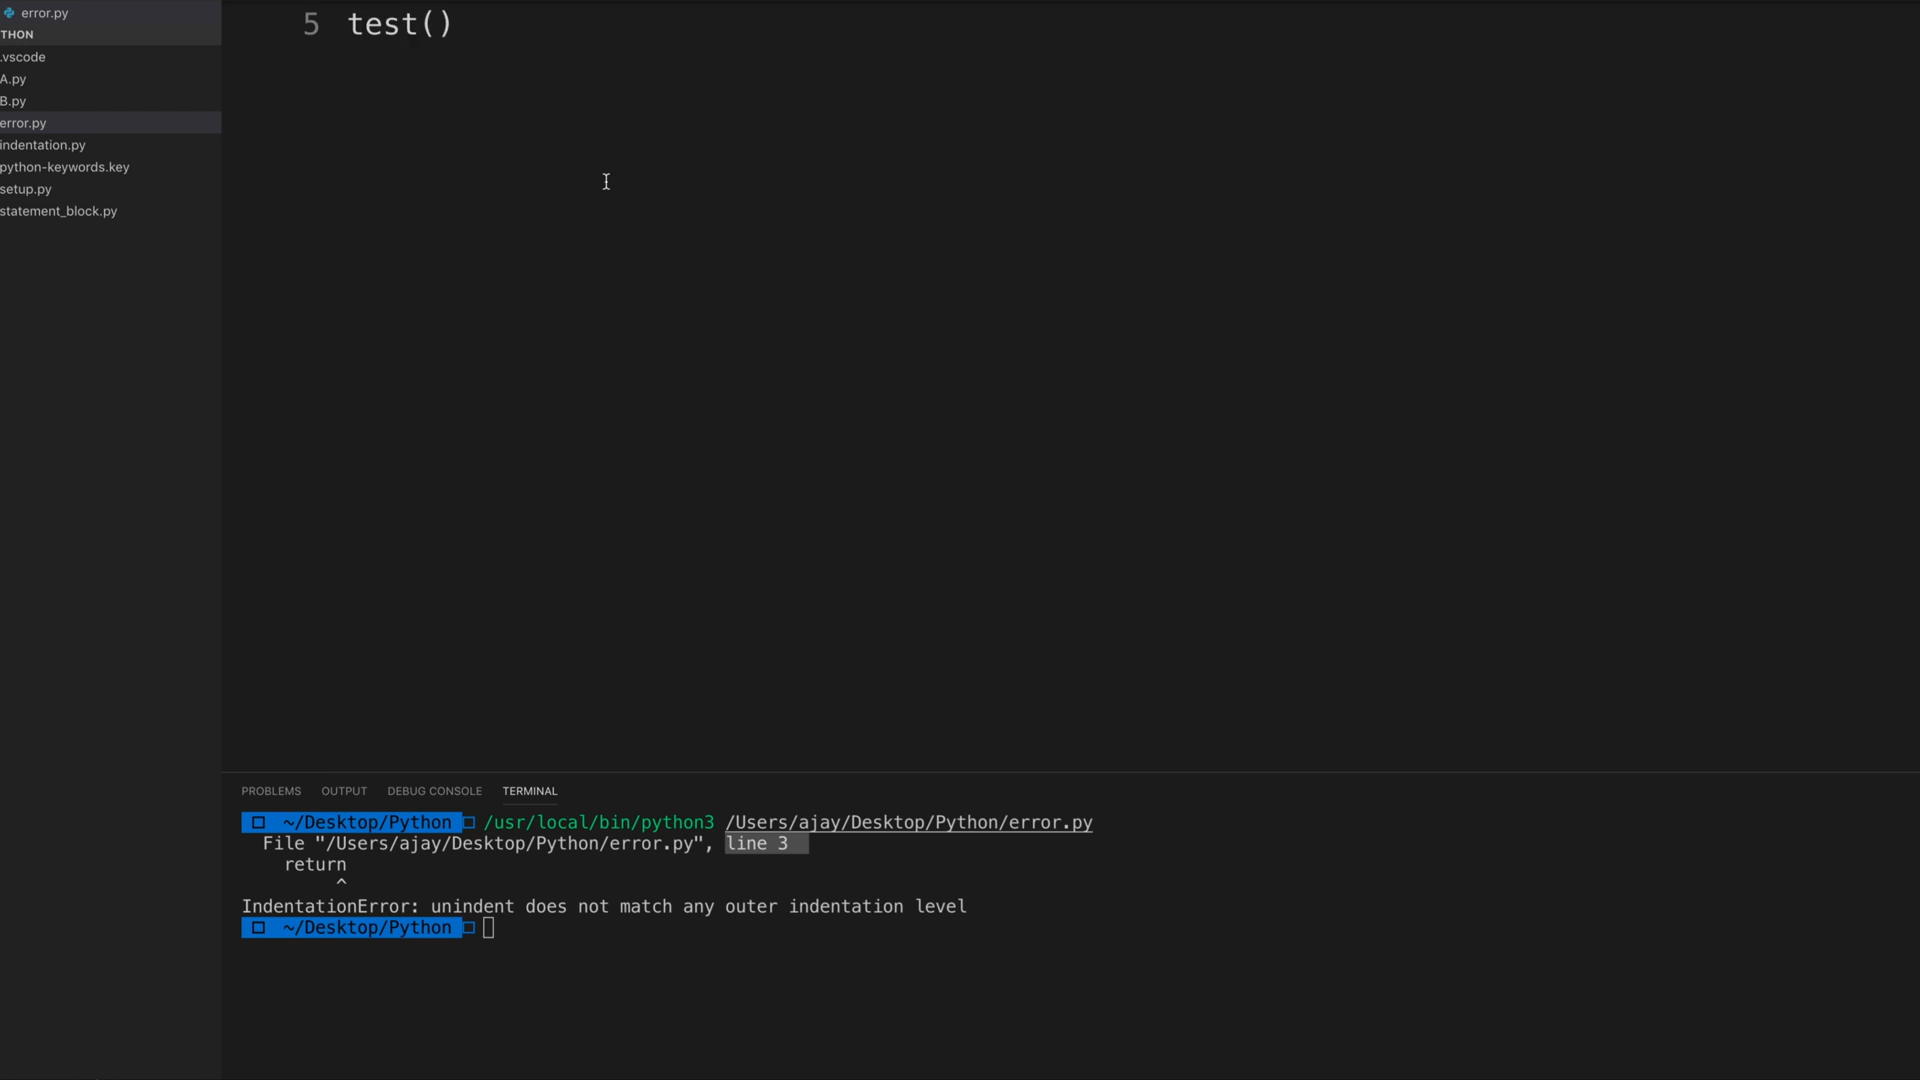 error.py
THON
.vscode
A.py
B.py
error.py
indentation.py
python-keywords.key
setup.py
statement_block.py
5 test()
PROBLEMS OUTPUT DEBUG CONSOLE TERMINAL
~/Desktop/Python /usr/local/bin/python3 /Users/ajay/Desktop/Python/error.py
File "/Users/ajay/Desktop/Python/error.py", line 3
return
^
IndentationError: unindent does not match any outer indentation level
~/Desktop/Python